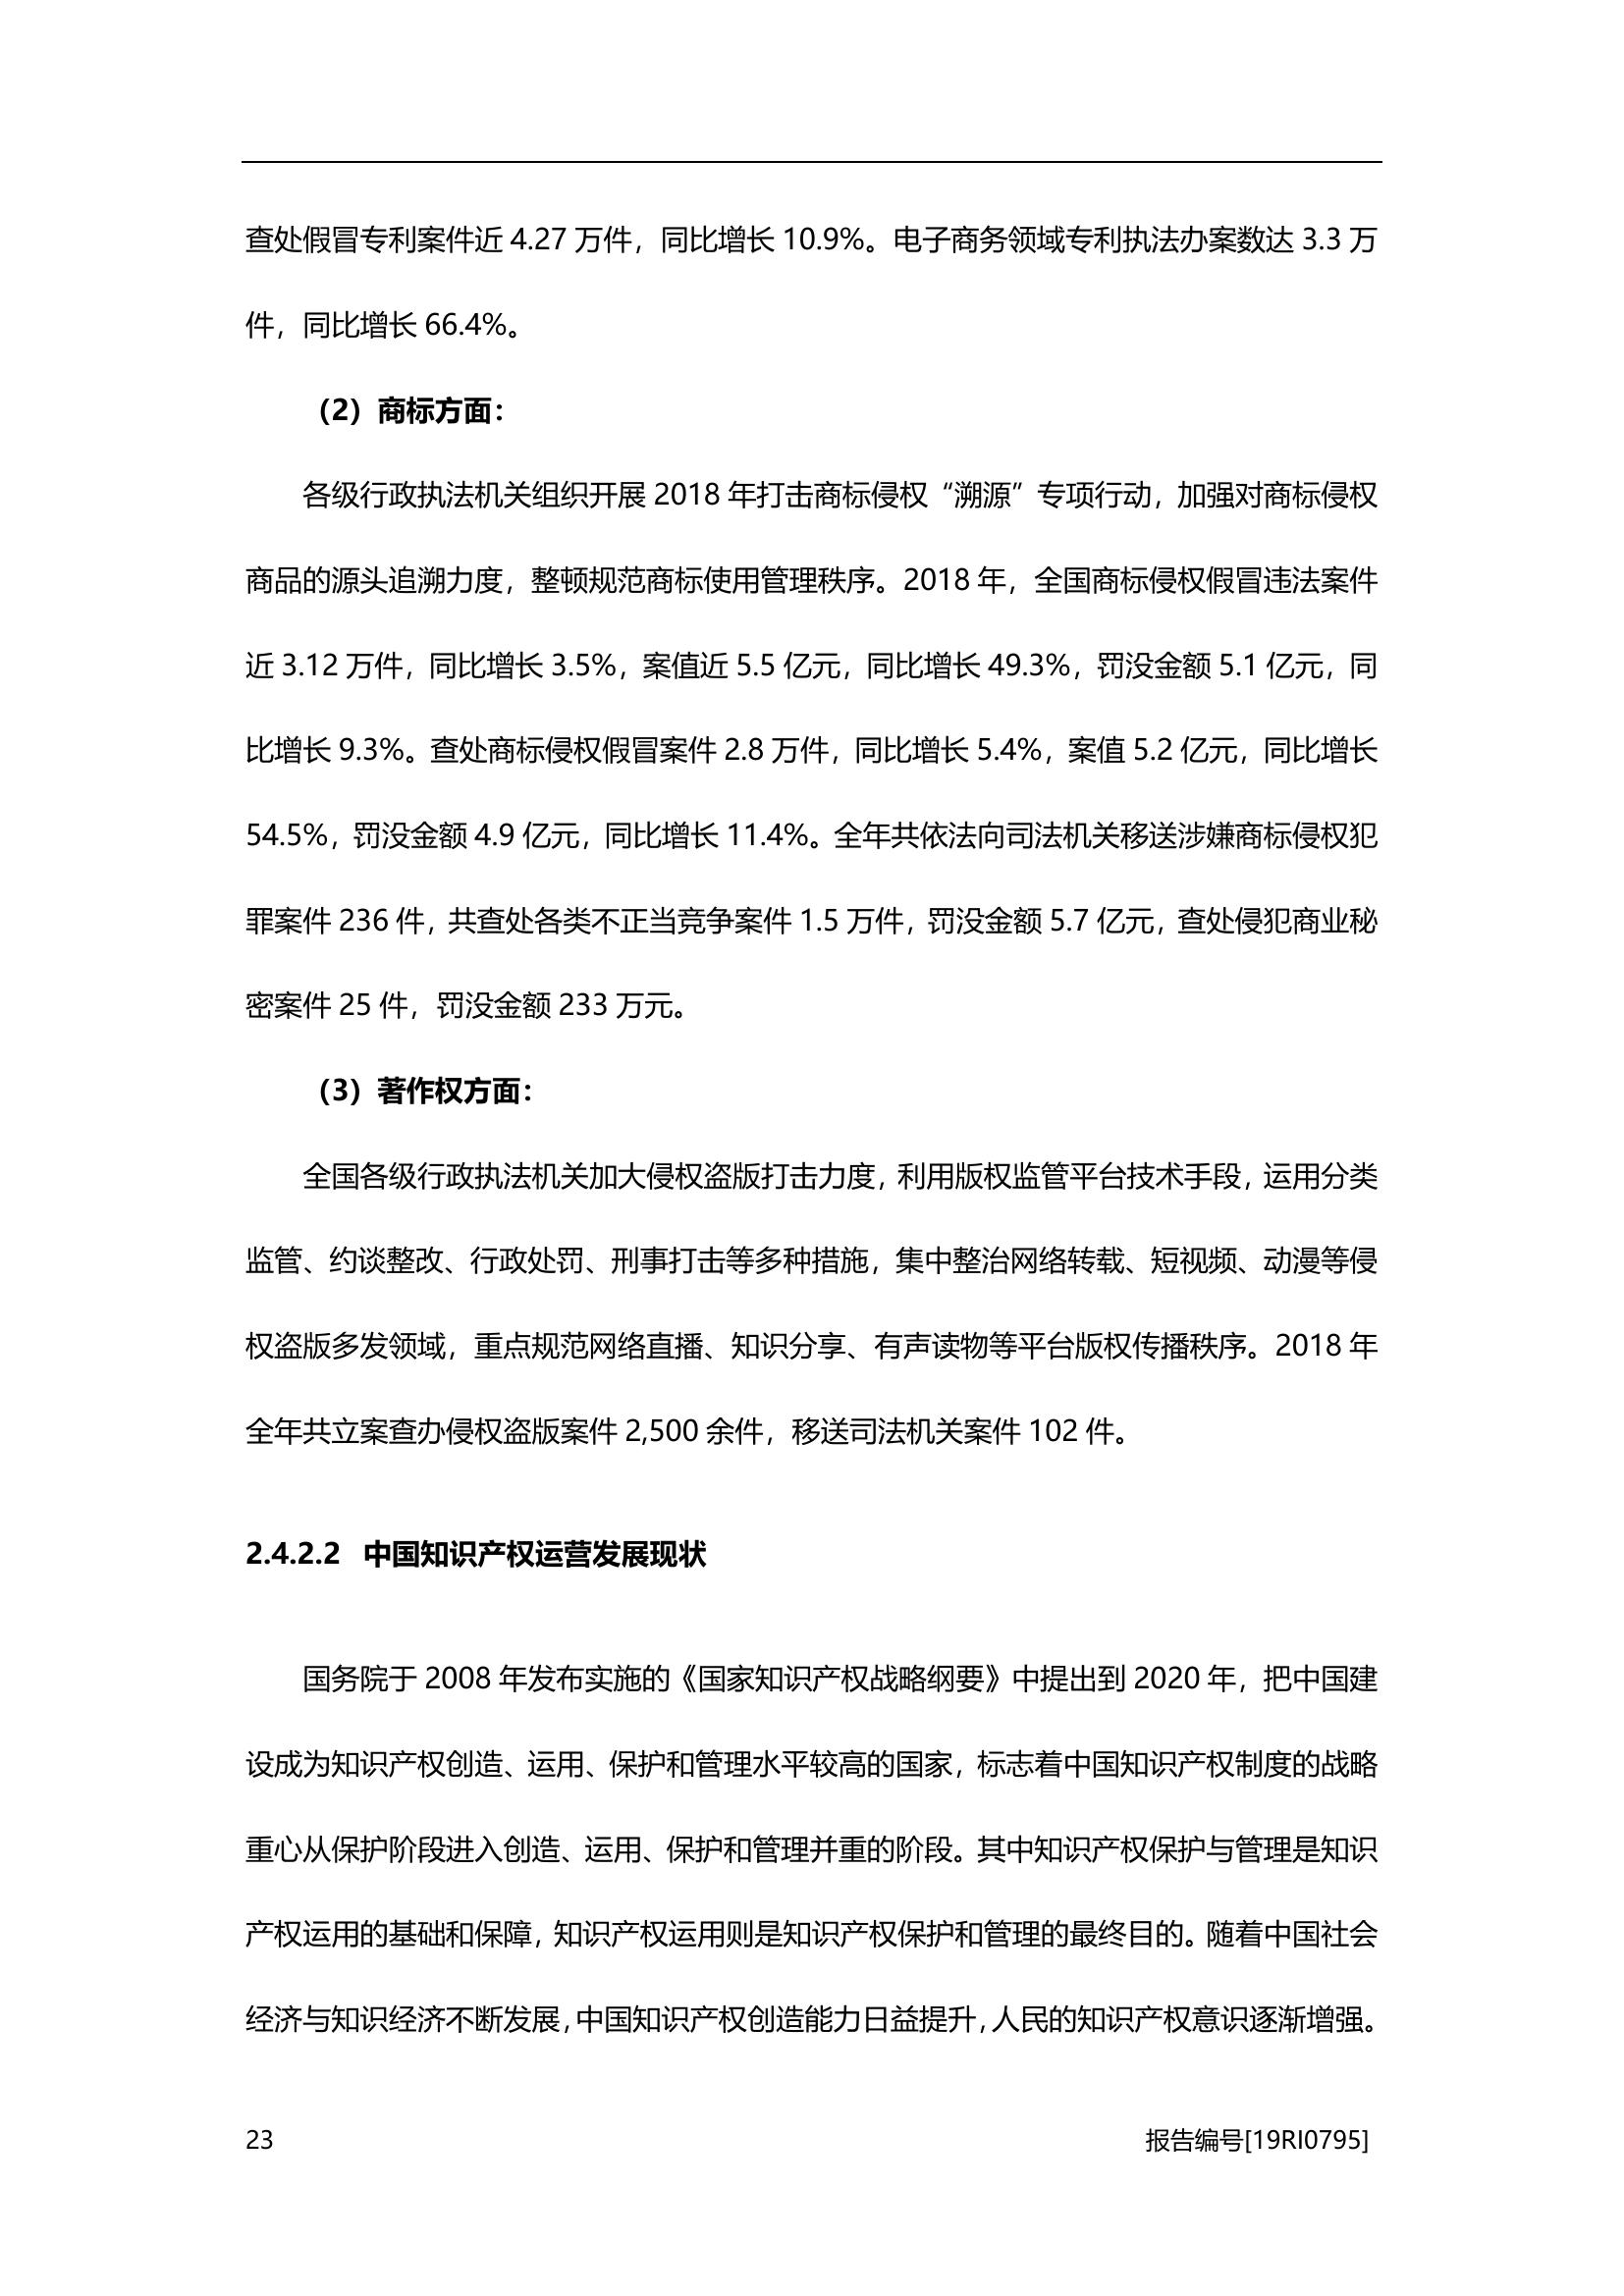 查处假冒专利案件近 4.27 万件，同比增长 10.9%。电子商务领域专利执法办案数达 3.3 万
件，同比增长 66.4%。
（2）商标方面：
各级行政执法机关组织开展 2018 年打击商标侵权“溯源”专项行动，加强对商标侵权
商品的源头追溯力度，整顿规范商标使用管理秩序。2018 年，全国商标侵权假冒违法案件
近 3.12 万件，同比增长 3.5%，案值近 5.5 亿元，同比增长 49.3%，罚没金额 5.1 亿元，同
比增长 9.3%。查处商标侵权假冒案件 2.8 万件，同比增长 5.4%，案值 5.2 亿元，同比增长
54.5%，罚没金额 4.9 亿元，同比增长 11.4%。全年共依法向司法机关移送涉嫌商标侵权犯
罪案件 236 件，共查处各类不正当竞争案件 1.5 万件，罚没金额 5.7 亿元，查处侵犯商业秘
密案件 25 件，罚没金额 233 万元。
（3）著作权方面：
全国各级行政执法机关加大侵权盗版打击力度，利用版权监管平台技术手段，运用分类
监管、约谈整改、行政处罚、刑事打击等多种措施，集中整治网络转载、短视频、动漫等侵
权盗版多发领域，重点规范网络直播、知识分享、有声读物等平台版权传播秩序。2018 年
全年共立案查办侵权盗版案件 2,500 余件，移送司法机关案件 102 件。
2.4.2.2 中国知识产权运营发展现状
国务院于 2008 年发布实施的《国家知识产权战略纲要》中提出到 2020 年，把中国建
设成为知识产权创造、运用、保护和管理水平较高的国家，标志着中国知识产权制度的战略
重心从保护阶段进入创造、运用、保护和管理并重的阶段。其中知识产权保护与管理是知识
产权运用的基础和保障，知识产权运用则是知识产权保护和管理的最终目的。随着中国社会
经济与知识经济不断发展，中国知识产权创造能力日益提升，人民的知识产权意识逐渐增强。
23 报告编号[19RI0795]